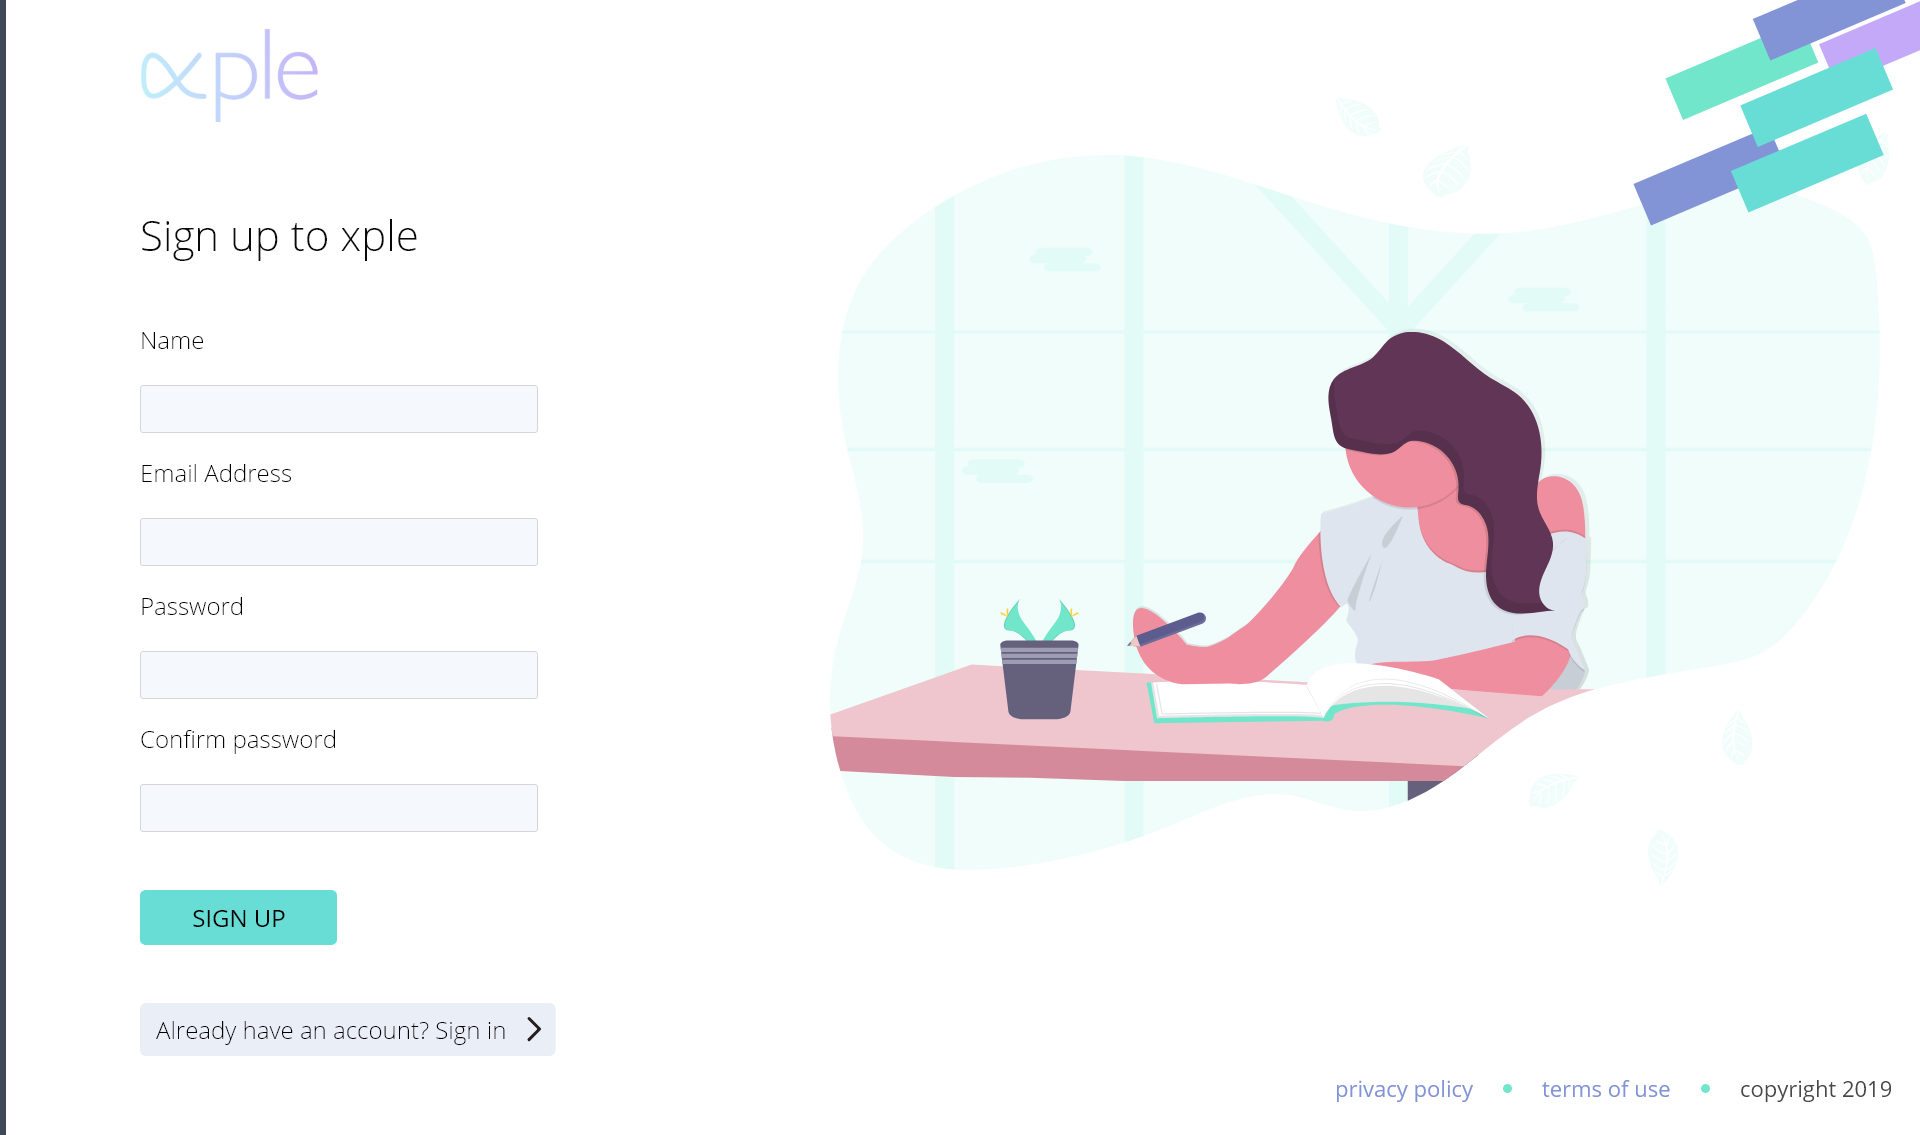 xple
Sign up to xple
Name
Email Address
Password
Confirm password
SIGN UP
Already have an account? Sign in
privacy policy • terms of use • copyright 2019